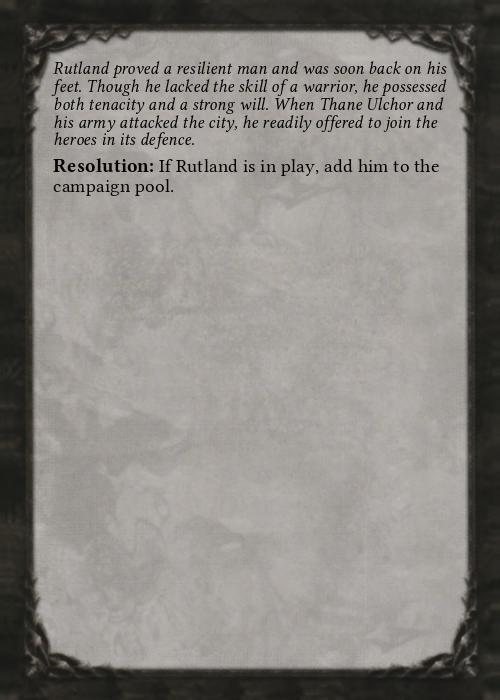 Rutland proved a resilient man and was soon back on his
feet. Though he lacked the skill of a warrior, he possessed
both tenacity and a strong will. When Thane Ulchor and
his army attacked the city, he readily offered to join the
heroes in its defence.
Resolution: If Rutland is in play, add him to the
campaign pool.